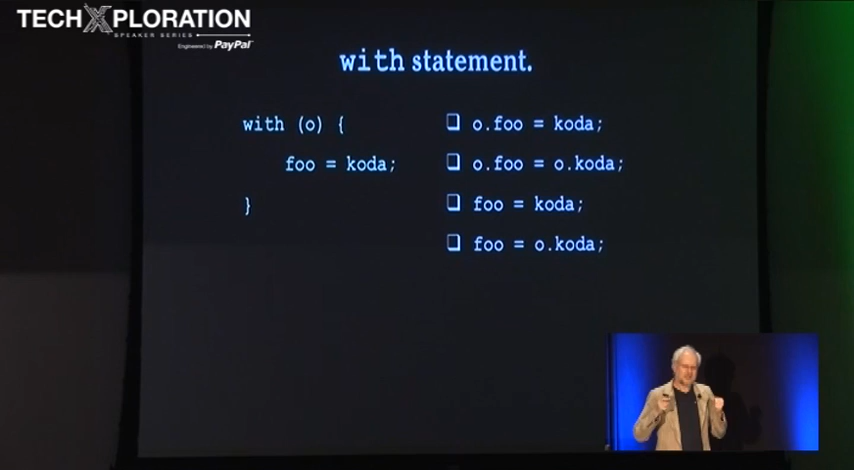 TECHXPLORATION
SPEAKER SERIES
Engineered by PayPal
with statement.
with (o) {
foo = koda;
}
❏ o.foo = koda;
❏ o.foo = o.koda;
❏ foo = koda;
❏ foo = o.koda;